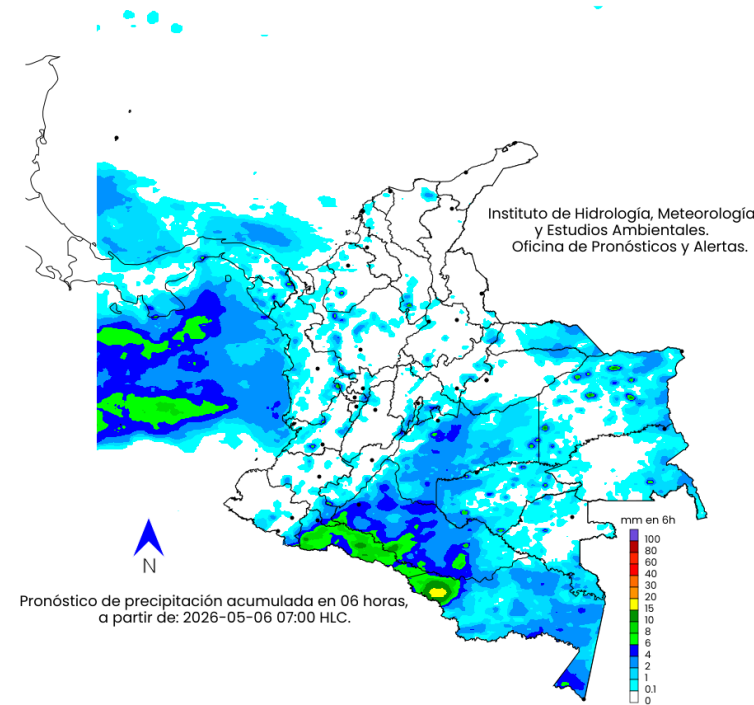 Instituto de Hidrología, Meteorología
y Estudios Ambientales.
Oficina de Pronósticos y Alertas.
mm en 6h
100
80
60
40
30
20
15
10
8
6
4
2
1
0.1
0
N
Pronóstico de precipitación acumulada en 06 horas,
a partir de: 2026-05-06 07:00 HLC.